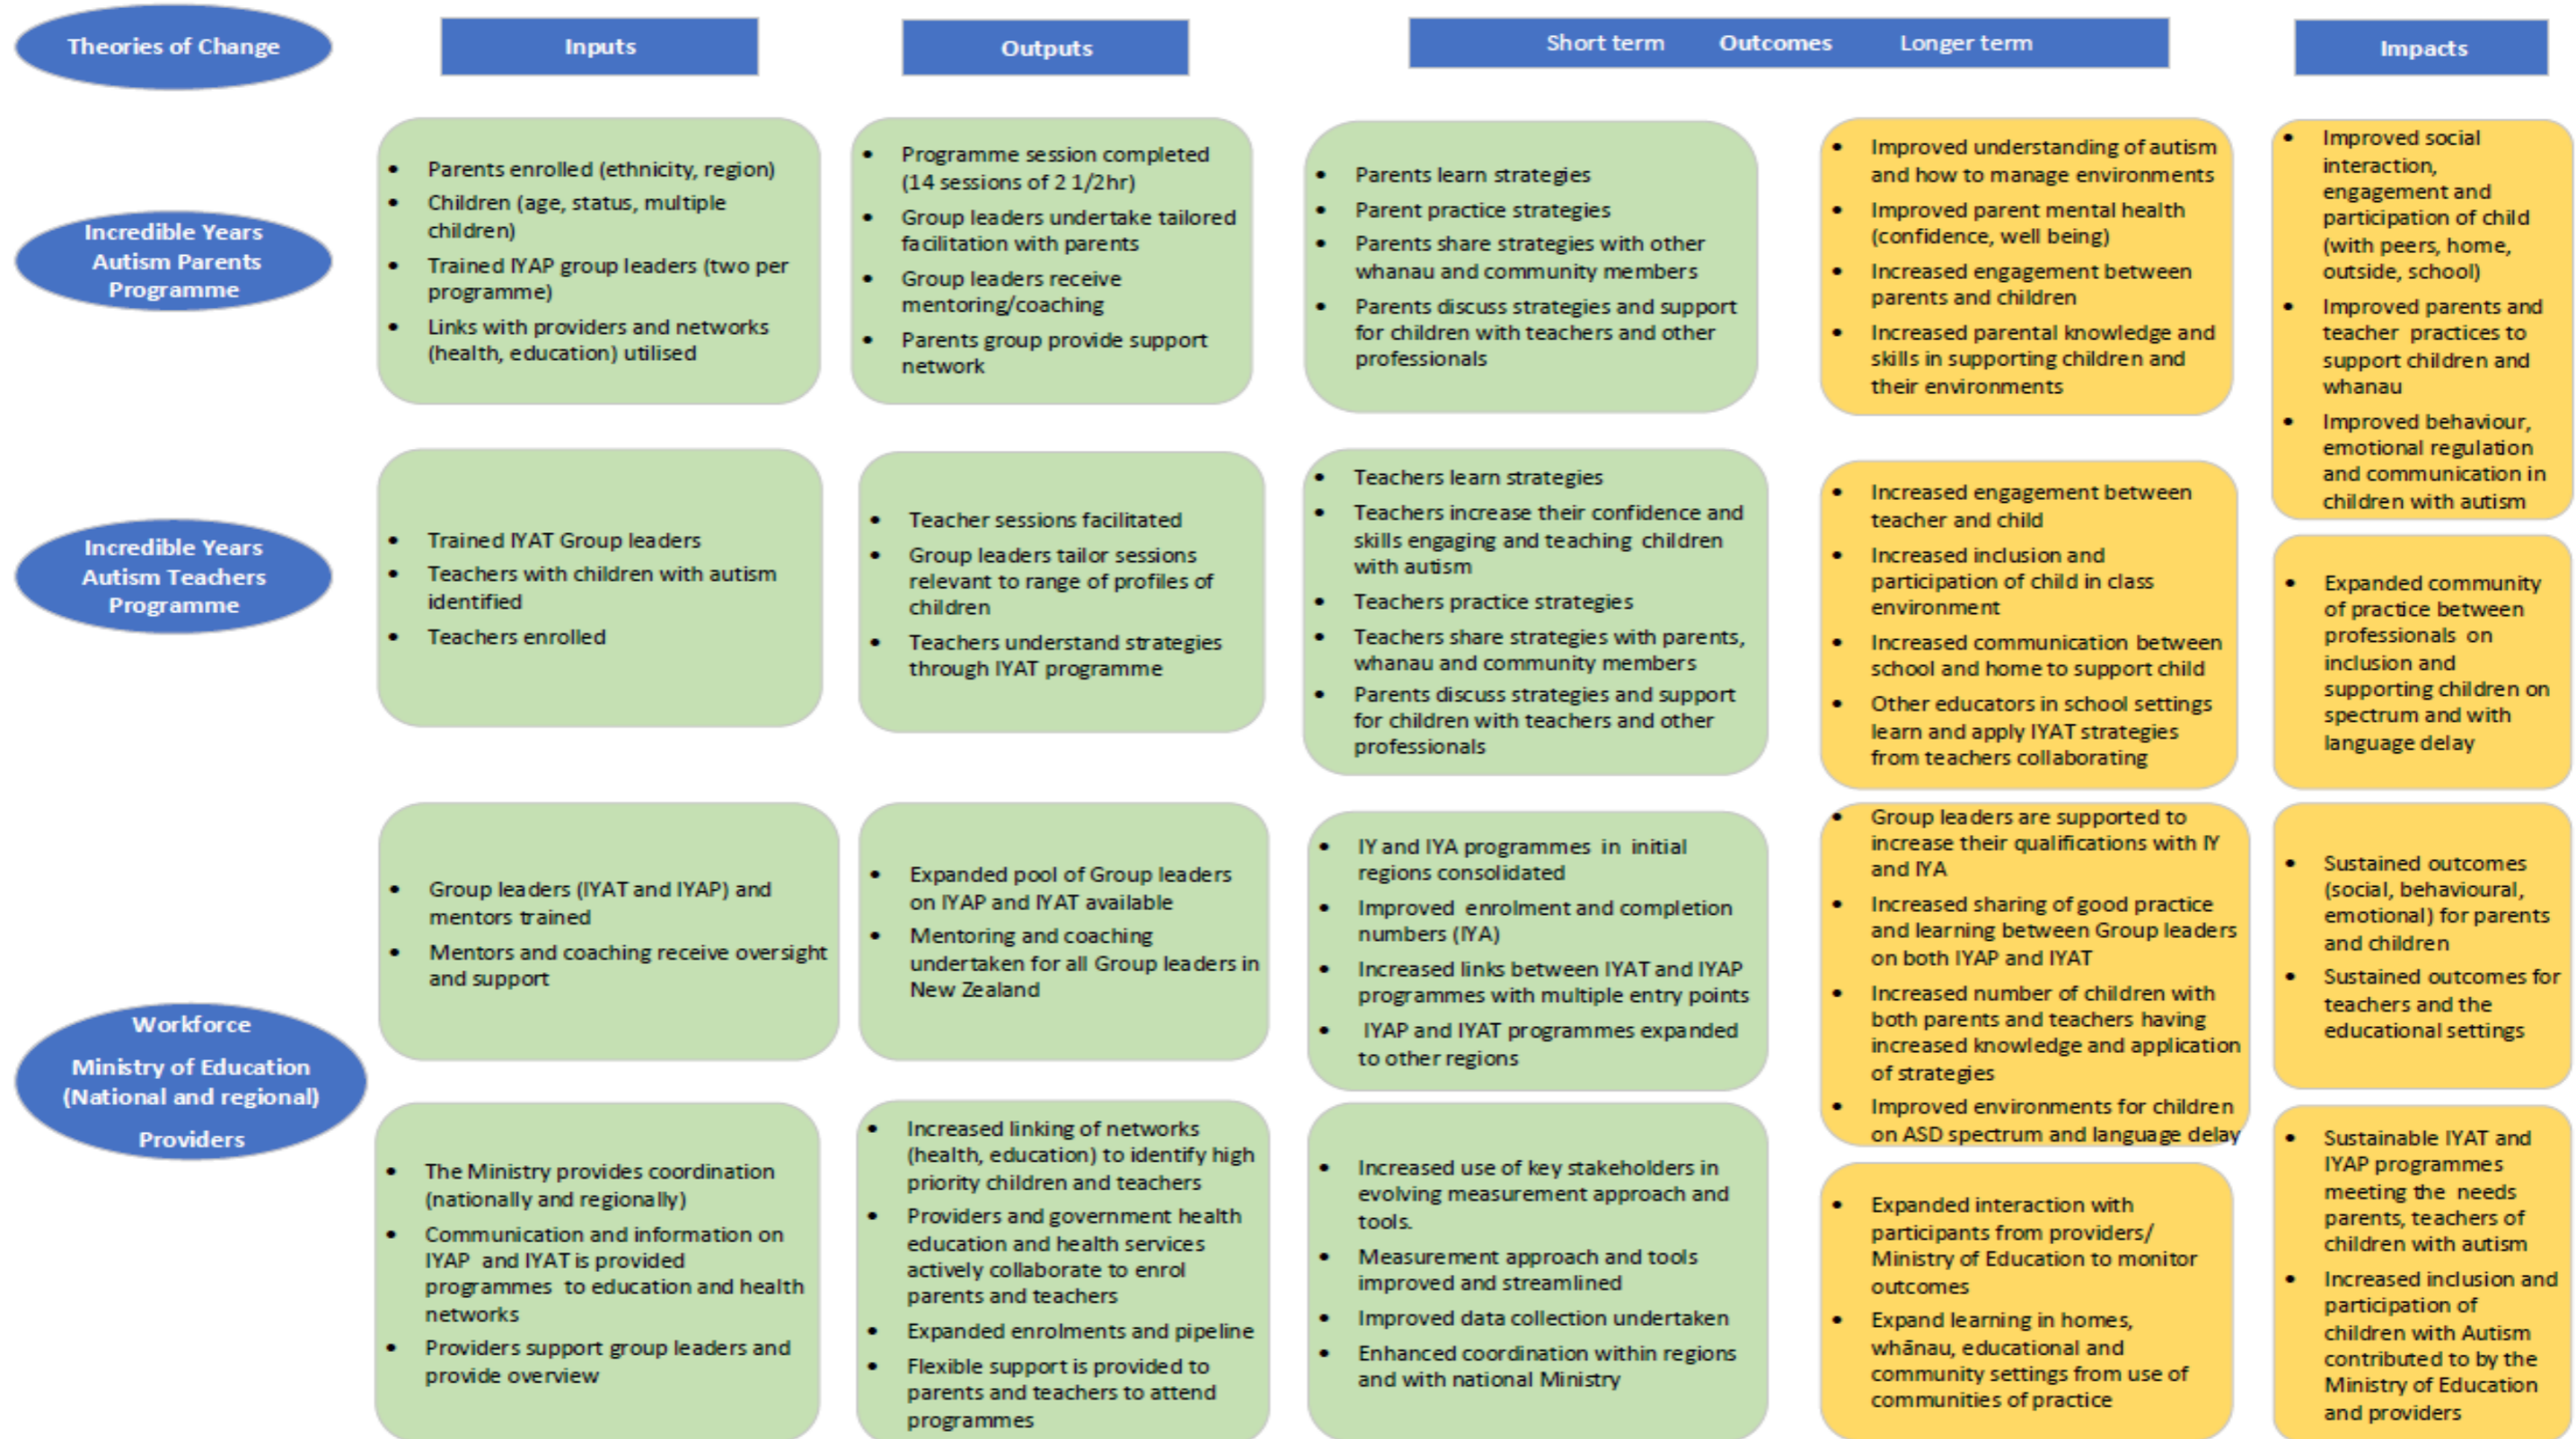 Theories of Change
Inputs
Outputs
Short term Outcomes Longer term
Impacts
Incredible Years
Autism Parents
Programme
• Parents enrolled (ethnicity, region)
• Children (age, status, multiple
children)
• Trained IYAP group leaders (two per
programme)
• Links with providers and networks
(health, education) utilised
• Programme session completed
(14 sessions of 2 1/2hr)
• Group leaders undertake tailored
facilitation with parents
• Group leaders receive
mentoring/coaching
• Parents group provide support
network
• Parents learn strategies
• Parent practice strategies
• Parents share strategies with other
whanau and community members
• Parents discuss strategies and support
for children with teachers and other
professionals
• Improved understanding of autism
and how to manage environments
• Improved parent mental health
(confidence, well being)
• Increased engagement between
parents and children
• Increased parental knowledge and
skills in supporting children and
their environments
• Improved social
interaction,
engagement and
participation of child
(with peers, home,
outside, school)
• Improved parents and
teacher practices to
support children and
whanau
• Improved behaviour,
emotional regulation
and communication in
children with autism
Incredible Years
Autism Teachers
Programme
• Trained IYAT Group leaders
• Teachers with children with autism
identified
• Teachers enrolled
• Teacher sessions facilitated
• Group leaders tailor sessions
relevant to range of profiles of
children
• Teachers understand strategies
through IYAT programme
• Teachers learn strategies
• Teachers increase their confidence and
skills engaging and teaching children
with autism
• Teachers practice strategies
• Teachers share strategies with parents,
whanau and community members
• Parents discuss strategies and support
for children with teachers and other
professionals
• Increased engagement between
teacher and child
• Increased inclusion and
participation of child in class
environment
• Increased communication between
school and home to support child
• Other educators in school settings
learn and apply IYAT strategies
from teachers collaborating
• Expanded community
of practice between
professionals on
inclusion and
supporting children on
spectrum and with
language delay
Workforce
Ministry of Education
(National and regional)
Providers
• Group leaders (IYAT and IYAP) and
mentors trained
• Mentors and coaching receive oversight
and support
• Expanded pool of Group leaders
on IYAP and IYAT available
• Mentoring and coaching
undertaken for all Group leaders in
New Zealand
• IY and IYA programmes in initial
regions consolidated
• Improved enrolment and completion
numbers (IYA)
• Increased links between IYAT and IYAP
programmes with multiple entry points
• IYAP and IYAT programmes expanded
to other regions
• Group leaders are supported to
increase their qualifications with IY
and IYA
• Increased sharing of good practice
and learning between Group leaders
on both IYAP and IYAT
• Increased number of children with
both parents and teachers having
increased knowledge and application
of strategies
• Improved environments for children
on ASD spectrum and language delay
• Sustained outcomes
(social, behavioural,
emotional) for parents
and children
• Sustained outcomes for
teachers and the
educational settings
• The Ministry provides coordination
(nationally and regionally)
• Communication and information on
IYAP and IYAT is provided
programmes to education and health
networks
• Providers support group leaders and
provide overview
• Increased linking of networks
(health, education) to identify high
priority children and teachers
• Providers and government health
education and health services
actively collaborate to enrol
parents and teachers
• Expanded enrolments and pipeline
• Flexible support is provided to
parents and teachers to attend
programmes
• Increased use of key stakeholders in
evolving measurement approach and
tools.
• Measurement approach and tools
improved and streamlined
• Improved data collection undertaken
• Enhanced coordination within regions
and with national Ministry
• Expanded interaction with
participants from providers/
Ministry of Education to monitor
outcomes
• Expand learning in homes,
whānau, educational and
community settings from use of
communities of practice
• Sustainable IYAT and
IYAP programmes
meeting the needs
parents, teachers of
children with autism
• Increased inclusion and
participation of
children with Autism
contributed to by the
Ministry of Education
and providers